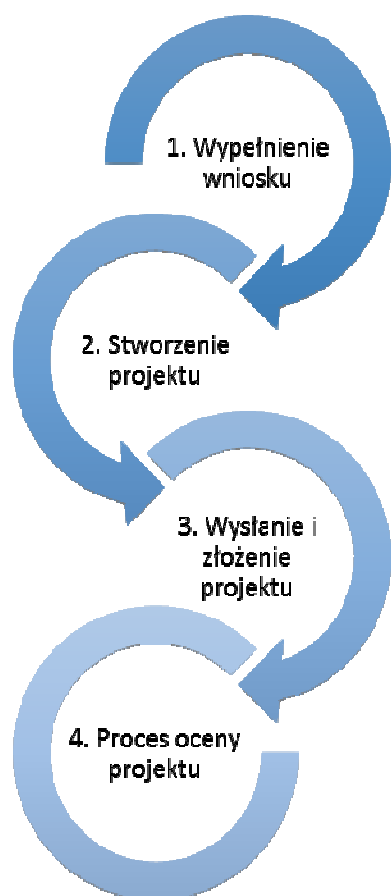 1. Wypełnienie
wniosku
2. Stworzenie
projektu
3. Wysłanie i
złożenie
projektu
4. Proces oceny
projektu